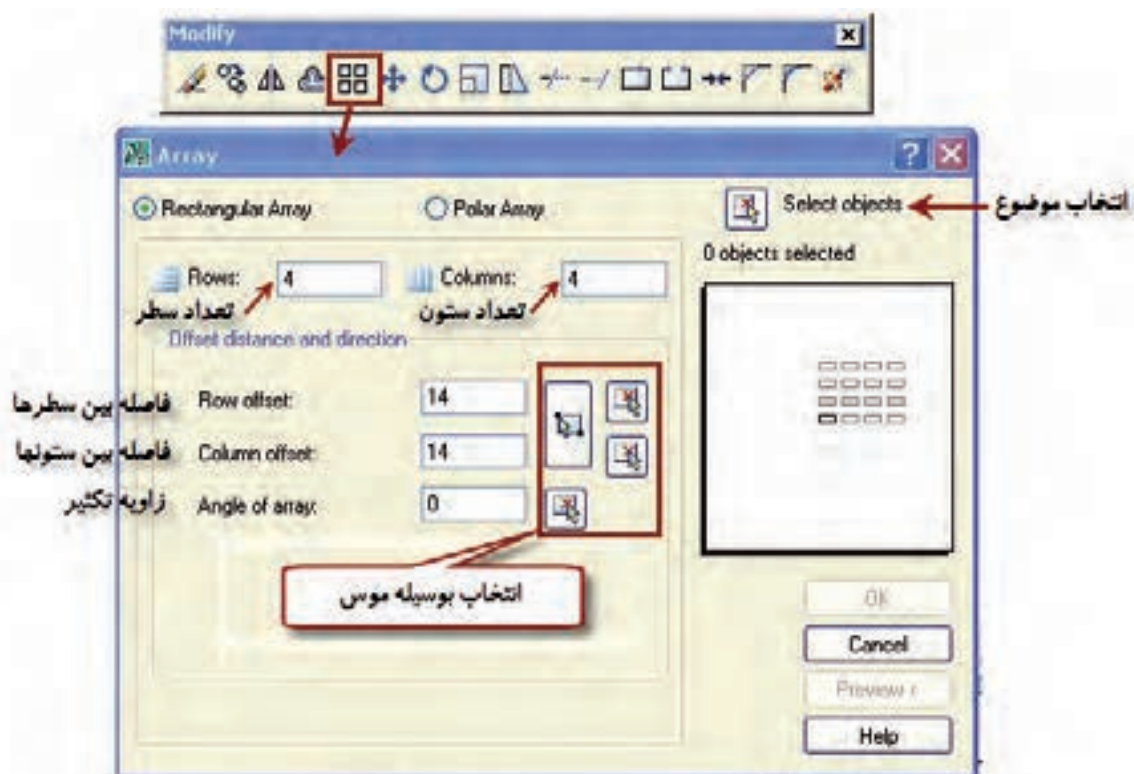 Modify
Array
Rectangular Array
Polar Array
Select objects
انتخاب موضوع
0 objects selected
Rows: 4
Columns: 4
تعداد سطر
تعداد ستون
Offset distance and direction
فاصله بین سطرها
Row offset: 14
فاصله بین ستونها
Column offset: 14
زاویه تکثیر
Angle of array: 0
انتخاب بوسیله موس
OK
Cancel
Preview <
Help